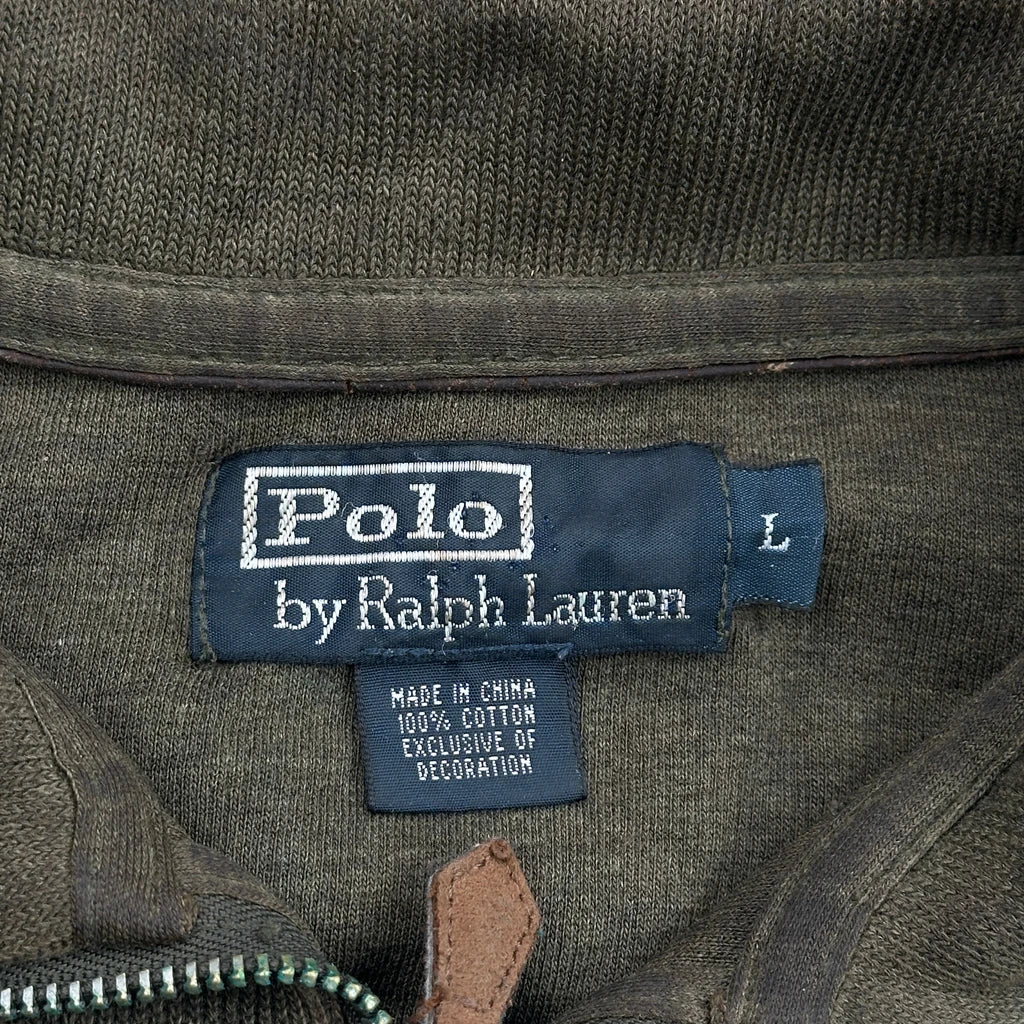 Polo
by Ralph Lauren
L
MADE IN CHINA
100% COTTON
EXCLUSIVE OF
DECORATION